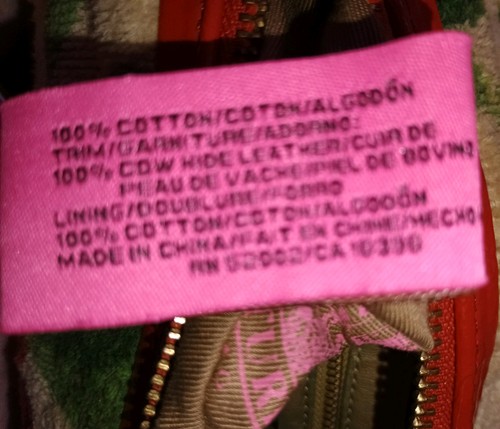 100% COTTON/COTON/ALGODÓN
TRIM/GARNITURE/ADORNO:
100% COW HIDE LEATHER/CUIR DE
PEAU DE VACHE/PIEL DE BOVINO
LINING/DOUBLURE/FORRO
100% COTTON/COTON/ALGODÓN
MADE IN CHINA/FAIT EN CHINE/HECHO
RN 52002/CA
UR